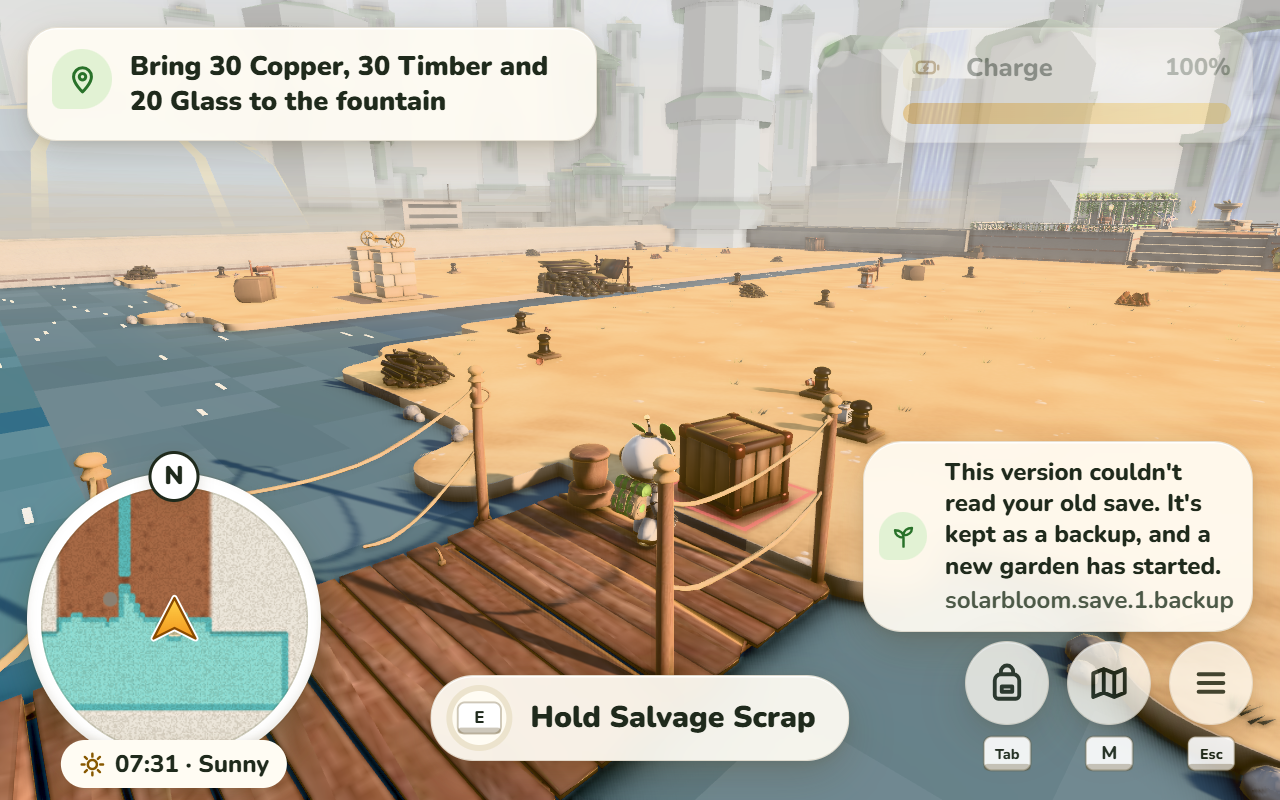 Bring 30 Copper, 30 Timber and
20 Glass to the fountain
Charge 100%
N
07:31 · Sunny
E
Hold Salvage Scrap
This version couldn't
read your old save. It's
kept as a backup, and a
new garden has started.
solarbloom.save.1.backup
Tab
M
Esc